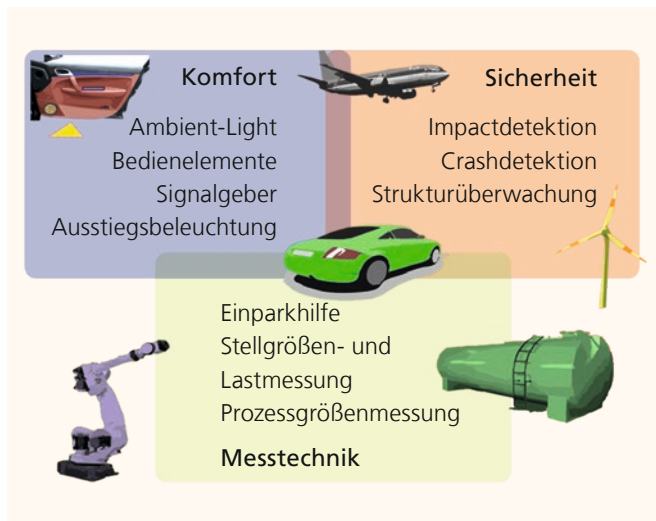 Komfort
Ambient-Light
Bedienelemente
Signalgeber
Ausstiegsbeleuchtung
Sicherheit
Impactdetektion
Crashdetektion
Strukturüberwachung
Einparkhilfe
Stellgrößen- und
Lastmessung
Prozessgrößenmessung
Messtechnik